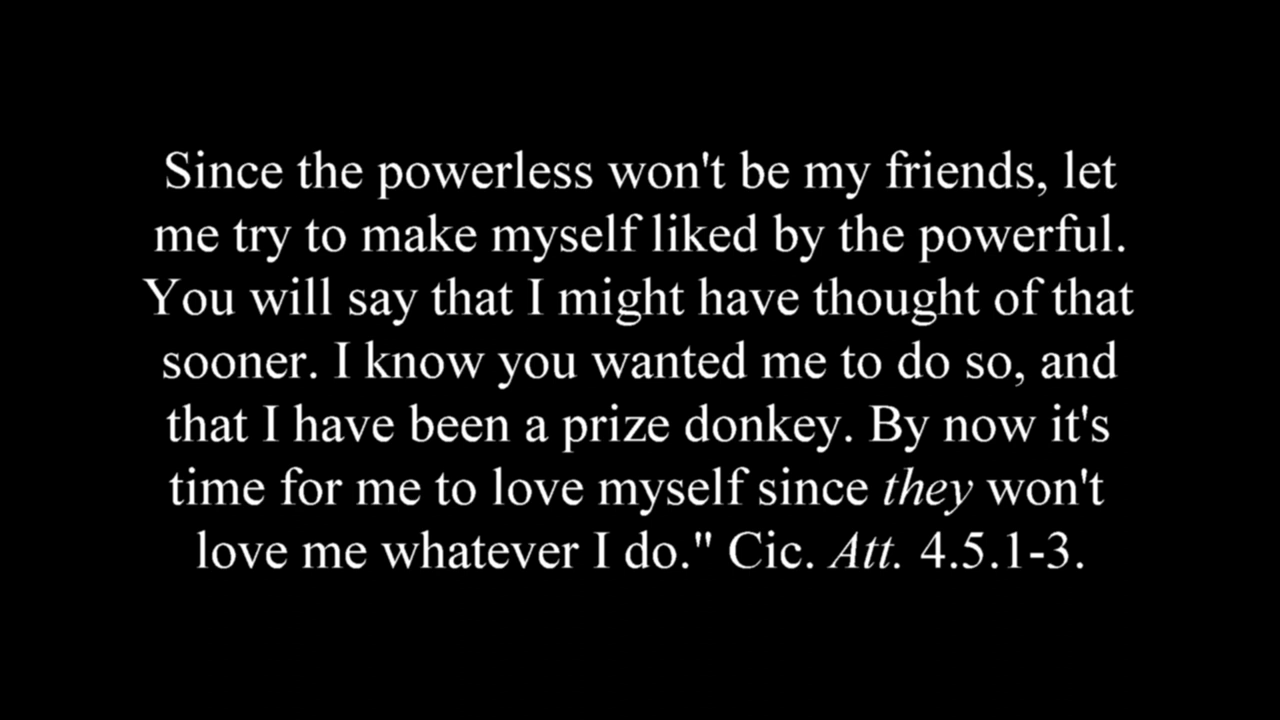 Since the powerless won't be my friends, let
me try to make myself liked by the powerful.
You will say that I might have thought of that
sooner. I know you wanted me to do so, and
that I have been a prize donkey. By now it's
time for me to love myself since they won't
love me whatever I do." Cic. Att. 4.5.1-3.